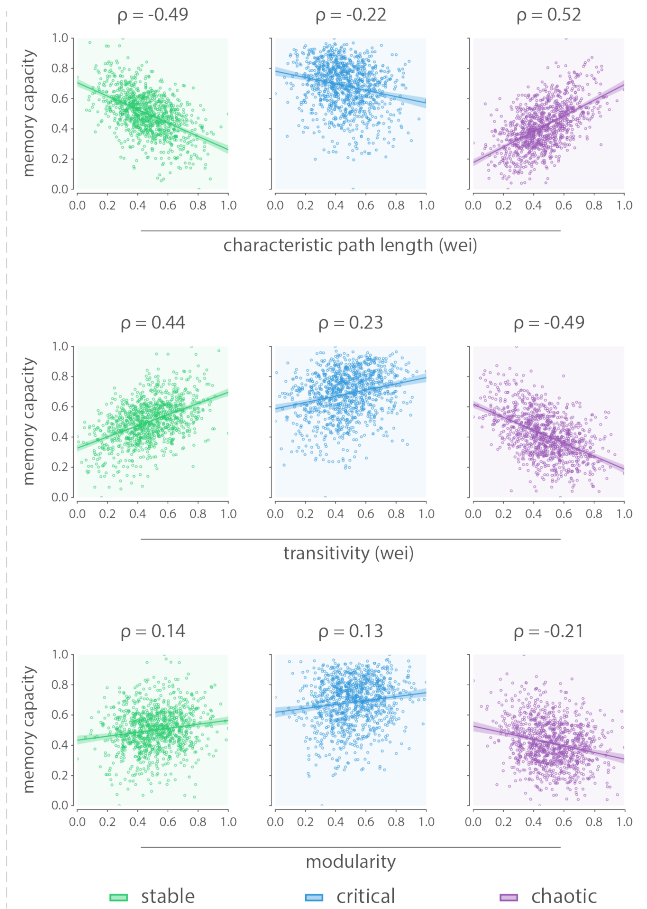 ρ = -0.49 ρ = -0.22 ρ = 0.52
1.0
0.8
0.6
0.4
0.2
0.0
memory capacity
0.0 0.2 0.4 0.6 0.8 1.0 0.0 0.2 0.4 0.6 0.8 1.0 0.0 0.2 0.4 0.6 0.8 1.0
characteristic path length (wei)
ρ = 0.44 ρ = 0.23 ρ = -0.49
1.0
0.8
0.6
0.4
0.2
0.0
memory capacity
0.0 0.2 0.4 0.6 0.8 1.0 0.0 0.2 0.4 0.6 0.8 1.0 0.0 0.2 0.4 0.6 0.8 1.0
transitivity (wei)
ρ = 0.14 ρ = 0.13 ρ = -0.21
1.0
0.8
0.6
0.4
0.2
0.0
memory capacity
0.0 0.2 0.4 0.6 0.8 1.0 0.0 0.2 0.4 0.6 0.8 1.0 0.0 0.2 0.4 0.6 0.8 1.0
modularity
stable critical chaotic